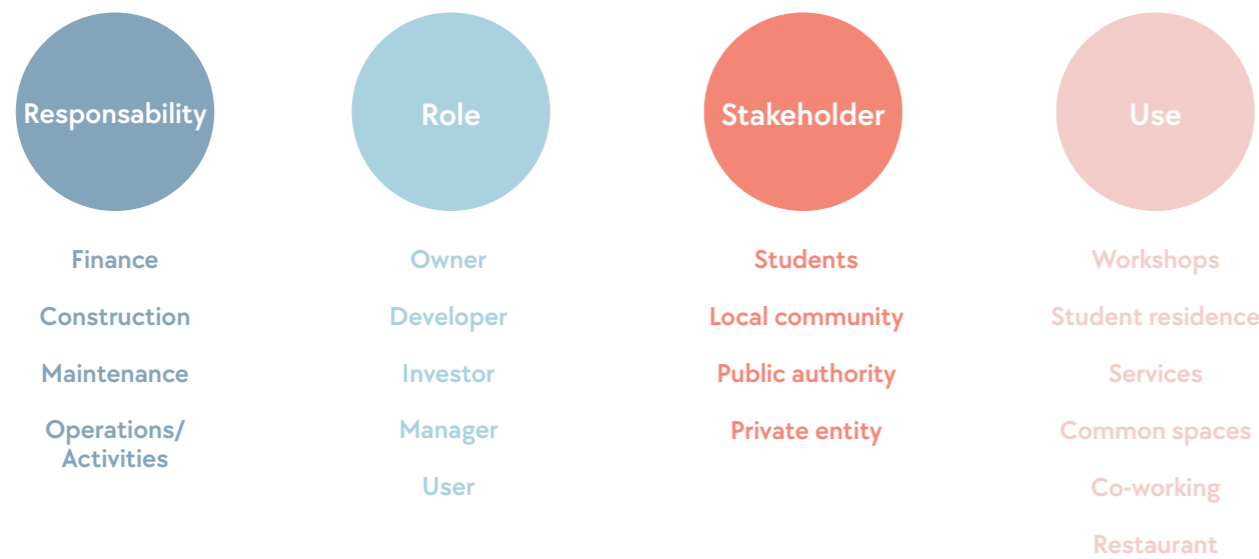 Responsability
Finance
Construction
Maintenance
Operations/
Activities
Role
Owner
Developer
Investor
Manager
User
Stakeholder
Students
Local community
Public authority
Private entity
Use
Workshops
Student residence
Services
Common spaces
Co-working
Restaurant